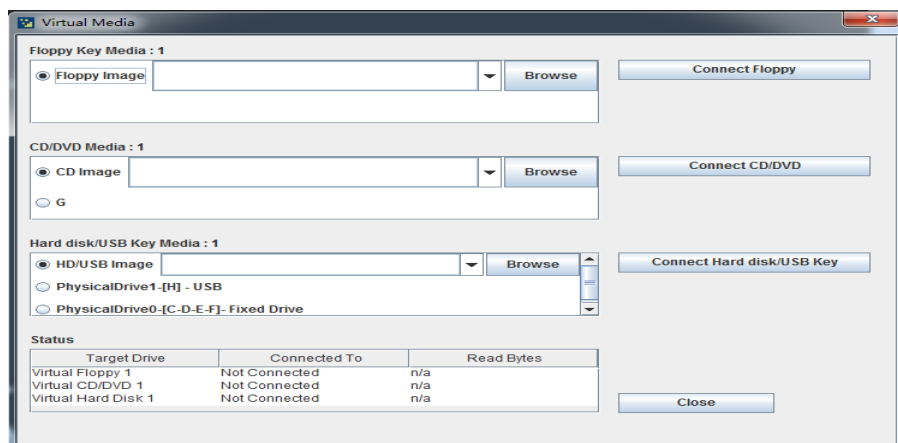 Virtual Media
Floppy Key Media : 1
Floppy Image Browse Connect Floppy
CD/DVD Media : 1
CD Image Browse Connect CD/DVD
G
Hard disk/USB Key Media : 1
HD/USB Image Browse Connect Hard disk/USB Key
PhysicalDrive1-[H] - USB
PhysicalDrive0-[C-D-E-F]- Fixed Drive
Status
Target Drive Connected To Read Bytes
Virtual Floppy 1 Not Connected n/a
Virtual CD/DVD 1 Not Connected n/a
Virtual Hard Disk 1 Not Connected n/a
Close